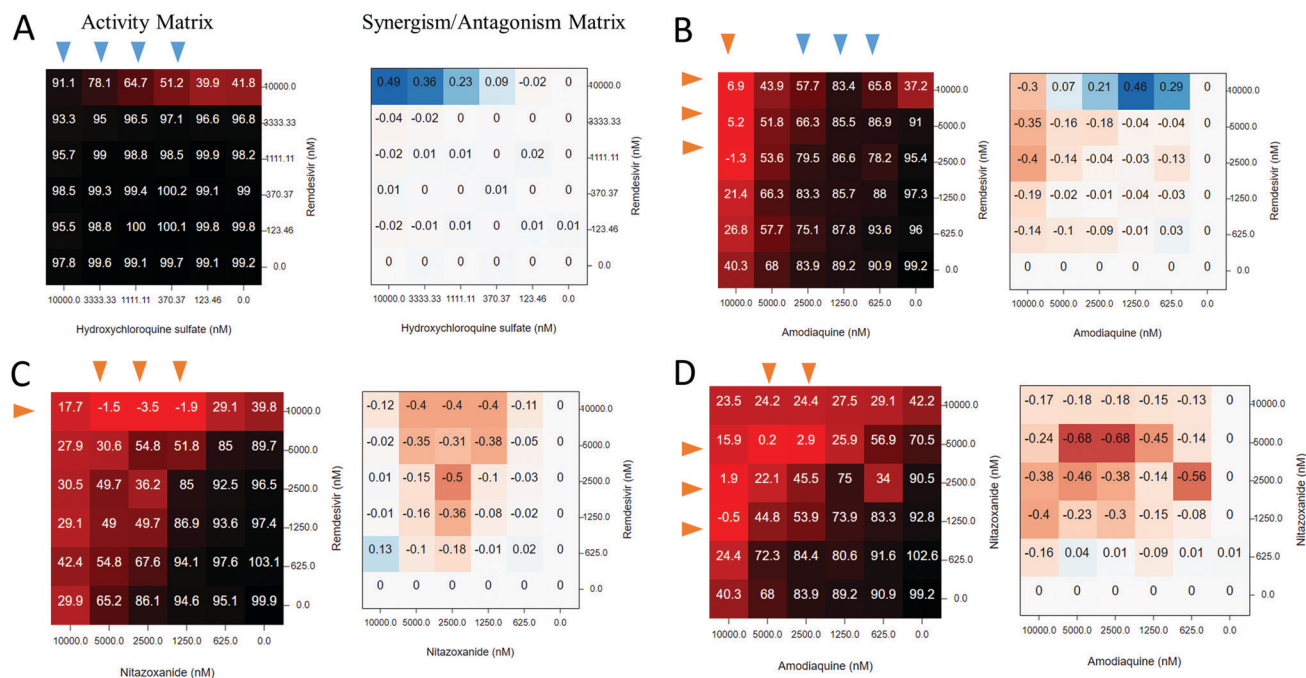 A
Activity Matrix
Synergism/Antagonism Matrix
91.1 78.1 64.7 51.2 39.9 41.8 40000.0
93.3 95 96.5 97.1 96.6 96.8 3333.33
95.7 99 98.8 98.5 99.9 98.2 1111.11
98.5 99.3 99.4 100.2 99.1 99 370.37
95.5 98.8 100 100.1 99.8 99.8 123.46
97.8 99.6 99.1 99.7 99.1 99.2 0.0
Remdesivir (nM)
10000.0 3333.33 1111.11 370.37 123.46 0.0
Hydroxychloroquine sulfate (nM)
0.49 0.36 0.23 0.09 -0.02 0 40000.0
-0.04 -0.02 0 0 0 0 3333.33
-0.02 0.01 0.01 0 0.02 0 1111.11
0.01 0 0 0.01 0 0 370.37
-0.02 -0.01 0.01 0.01 0.01 0.01 123.46
0 0 0 0 0 0 0.0
Remdesivir (nM)
10000.0 3333.33 1111.11 370.37 123.46 0.0
Hydroxychloroquine sulfate (nM)
B
6.9 43.9 57.7 83.4 65.8 37.2 40000.0
5.2 51.8 66.3 85.5 86.9 91 5000.0
-1.3 53.6 79.5 86.6 78.2 95.4 2500.0
21.4 66.3 83.3 85.7 88 97.3 1250.0
26.8 57.7 75.1 87.8 93.6 96 625.0
40.3 68 83.9 89.2 90.9 99.2 0.0
Remdesivir (nM)
10000.0 5000.0 2500.0 1250.0 625.0 0.0
Amodiaquine (nM)
-0.3 0.07 0.21 0.46 0.29 0 40000.0
-0.35 -0.16 -0.18 -0.04 -0.04 0 5000.0
-0.4 -0.14 -0.04 -0.03 -0.13 0 2500.0
-0.19 -0.02 -0.01 -0.04 -0.03 0 1250.0
-0.14 -0.1 -0.09 -0.01 0.03 0 625.0
0 0 0 0 0 0 0.0
Remdesivir (nM)
10000.0 5000.0 2500.0 1250.0 625.0 0.0
Amodiaquine (nM)
C
17.7 -1.5 -3.5 -1.9 29.1 39.8 40000.0
27.9 30.6 54.8 51.8 85 89.7 5000.0
30.5 49.7 36.2 85 92.5 96.5 2500.0
29.1 49 49.7 86.9 93.6 97.4 1250.0
42.4 54.8 67.6 94.1 97.6 103.1 625.0
29.9 65.2 86.1 94.6 95.1 99.9 0.0
Remdesivir (nM)
10000.0 5000.0 2500.0 1250.0 625.0 0.0
Nitazoxanide (nM)
-0.12 -0.4 -0.4 -0.4 -0.11 0 40000.0
-0.02 -0.35 -0.31 -0.38 -0.05 0 5000.0
0.01 -0.15 -0.5 -0.1 -0.03 0 2500.0
-0.01 -0.16 -0.36 -0.08 -0.02 0 1250.0
0.13 -0.1 -0.18 -0.01 0.02 0 625.0
0 0 0 0 0 0 0.0
Remdesivir (nM)
10000.0 5000.0 2500.0 1250.0 625.0 0.0
Nitazoxanide (nM)
D
23.5 24.2 24.4 27.5 29.1 42.2 40000.0
15.9 0.2 2.9 25.9 56.9 70.5 5000.0
1.9 22.1 45.5 75 34 90.5 2500.0
-0.5 44.8 53.9 73.9 83.3 92.8 1250.0
24.4 72.3 84.4 80.6 91.6 102.6 625.0
40.3 68 83.9 89.2 90.9 99.2 0.0
Nitazoxanide (nM)
10000.0 5000.0 2500.0 1250.0 625.0 0.0
Amodiaquine (nM)
-0.17 -0.18 -0.18 -0.15 -0.13 0 40000.0
-0.24 -0.68 -0.68 -0.45 -0.14 0 5000.0
-0.38 -0.46 -0.38 -0.14 -0.56 0 2500.0
-0.4 -0.23 -0.3 -0.15 -0.08 0 1250.0
-0.16 0.04 0.01 -0.09 0.01 0.01 625.0
0 0 0 0 0 0 0.0
Nitazoxanide (nM)
10000.0 5000.0 2500.0 1250.0 625.0 0.0
Amodiaquine (nM)